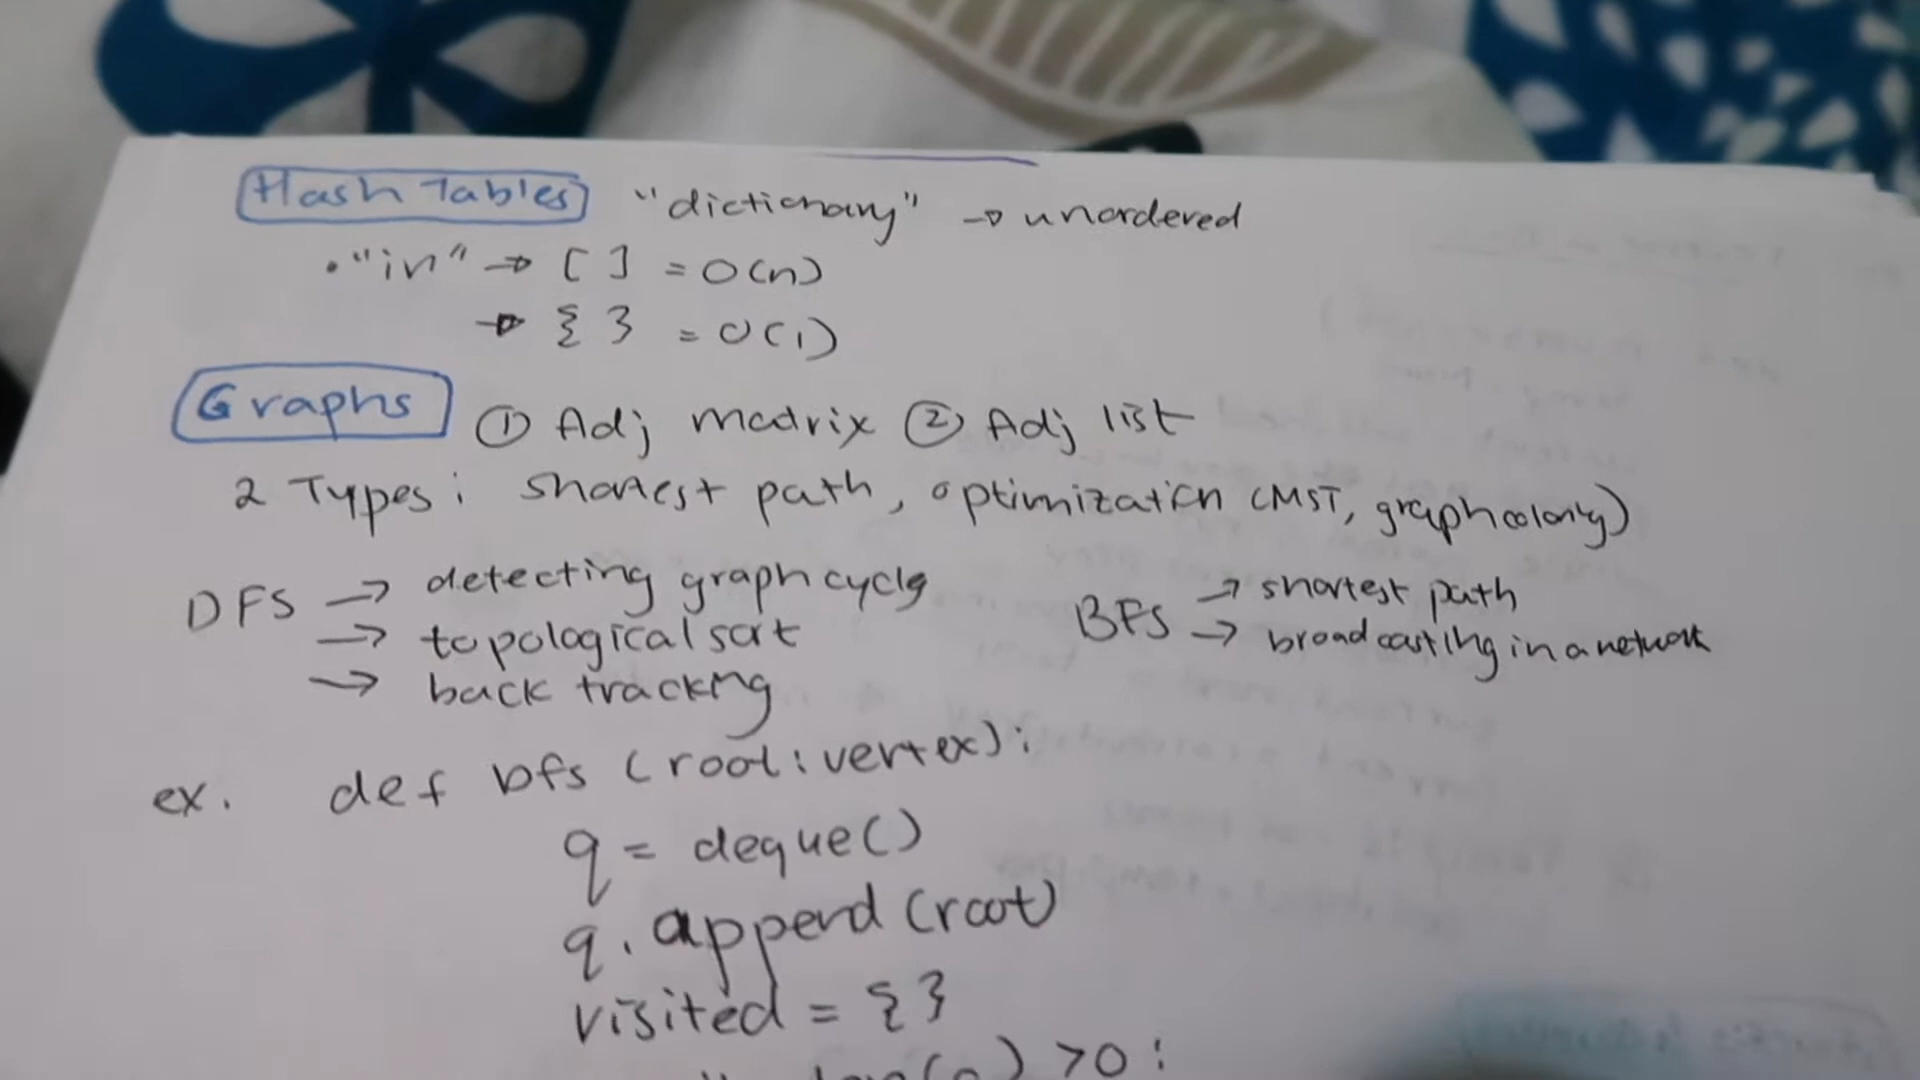 Hash Tables "dictionary" → unordered
• "in" → [ ] = O(n)
→ { } = O(1)
Graphs ① Adj matrix ② Adj list
2 Types: shortest path, optimization (MST, graph coloring)
DFS → detecting graph cycles
→ topological sort
→ back tracking
BFS → shortest path
→ broadcasting in a network
ex. def bfs (root: vertex):
q = deque()
q.append(root)
visited = {}
>0: